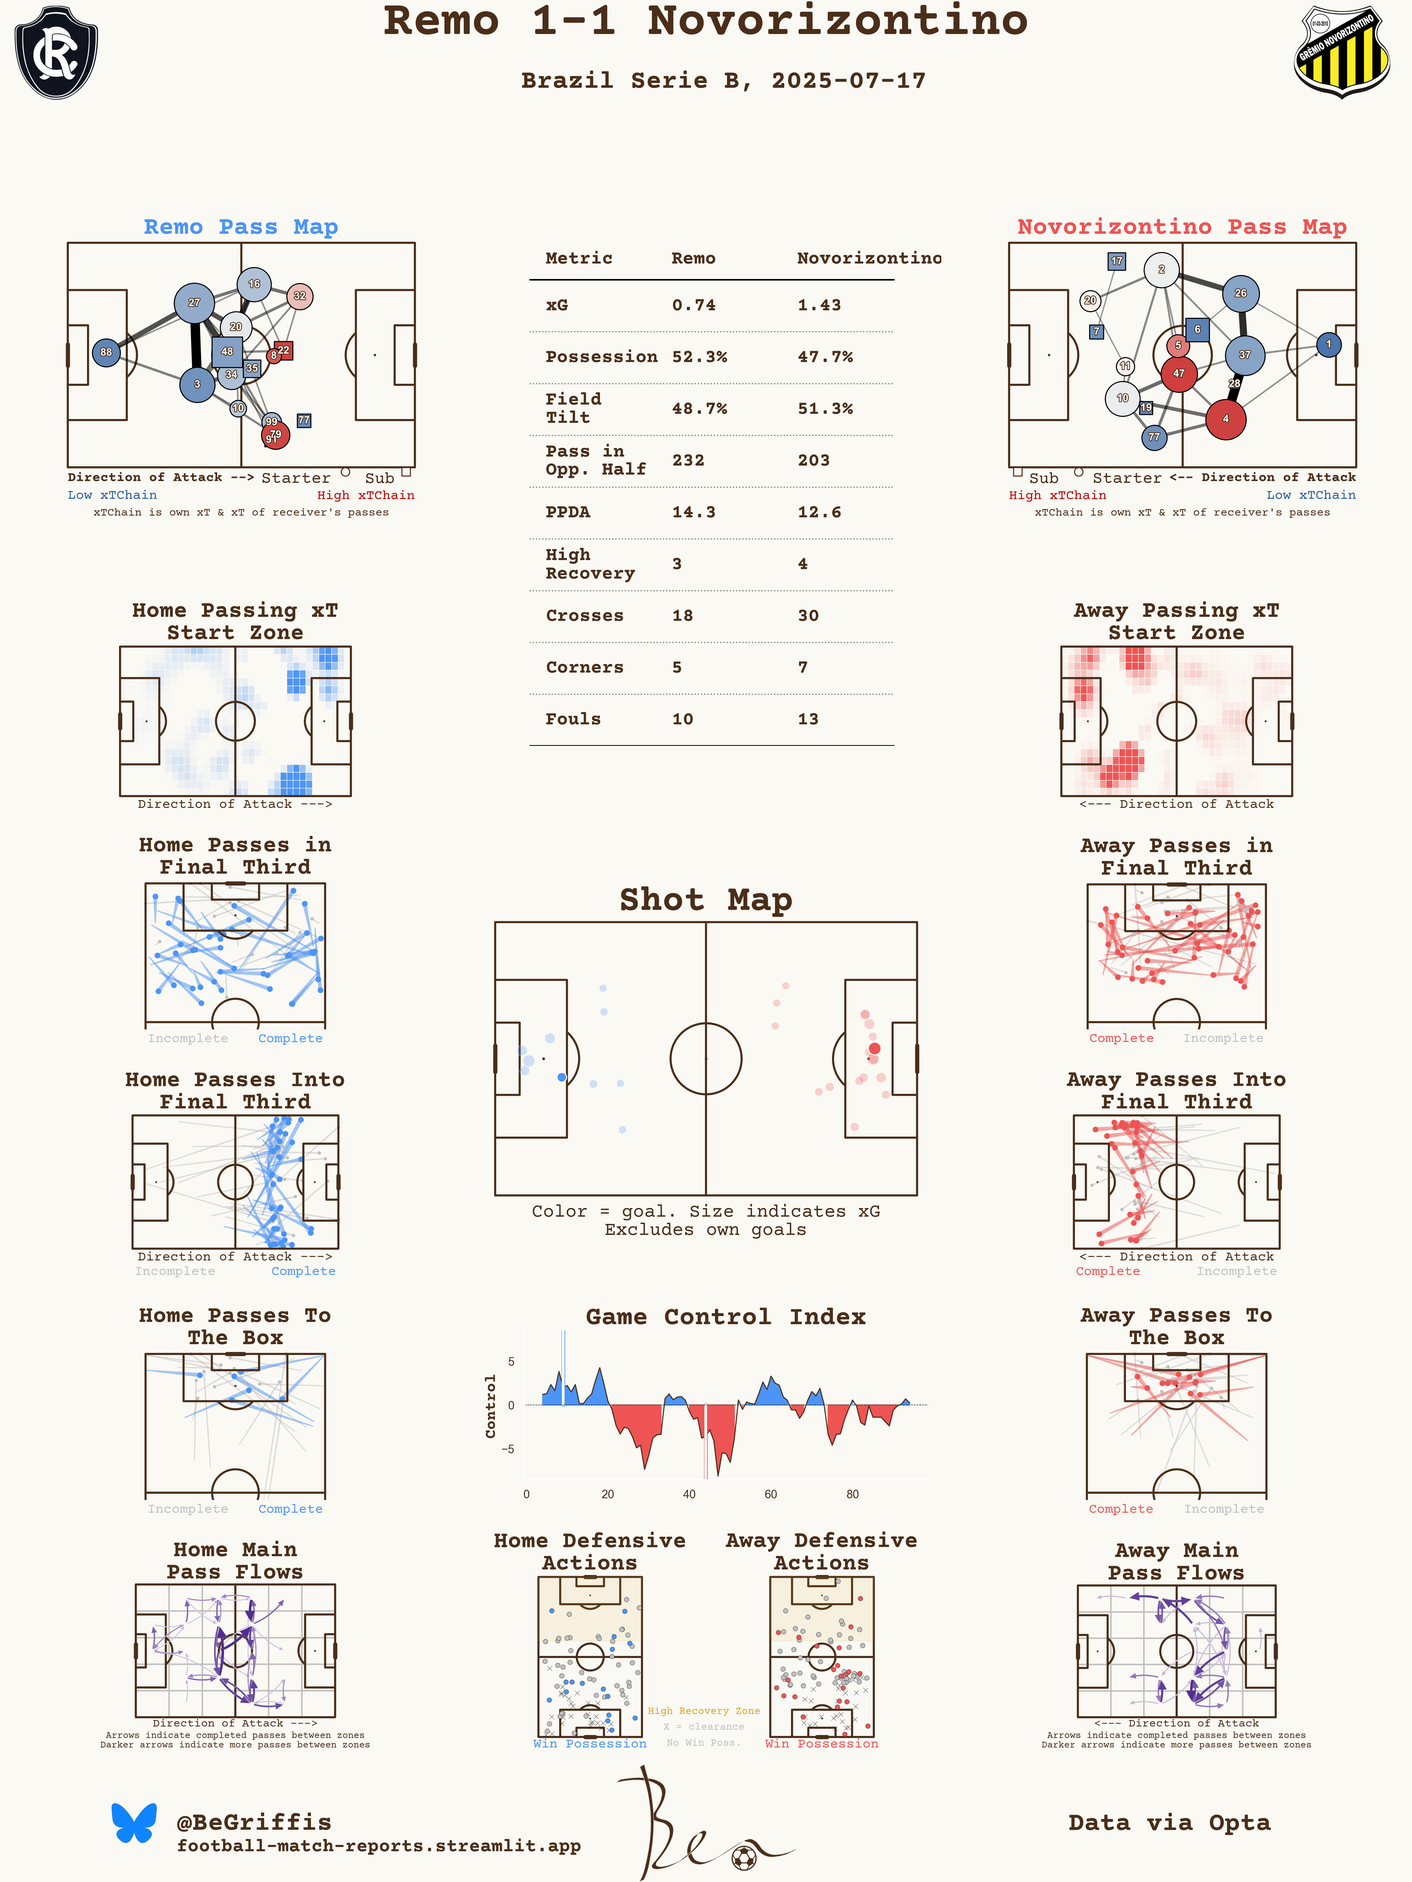 Remo 1-1 Novorizontino
Brazil Serie B, 2025-07-17
01-03-2010
GRÊMIO NOVORIZONTINO
Remo Pass Map
27
16
32
20
88
48
8
22
35
34
3
10
99
79
91
77
Direction of Attack --> Starter Sub
Low xTChain High xTChain
xTChain is own xT & xT of receiver's passes
Metric Remo Novorizontino
xG 0.74 1.43
Possession 52.3% 47.7%
Field
Tilt 48.7% 51.3%
Pass in
Opp. Half 232 203
PPDA 14.3 12.6
High
Recovery 3 4
Crosses 18 30
Corners 5 7
Fouls 10 13
Novorizontino Pass Map
17
2
20
26
7
6
5
37
1
11
47
28
10
19
4
77
Sub Starter <-- Direction of Attack
High xTChain Low xTChain
xTChain is own xT & xT of receiver's passes
Home Passing xT
Start Zone
Direction of Attack --->
Away Passing xT
Start Zone
<--- Direction of Attack
Home Passes in
Final Third
Incomplete Complete
Away Passes in
Final Third
Complete Incomplete
Shot Map
Color = goal. Size indicates xG
Excludes own goals
Home Passes Into
Final Third
Direction of Attack --->
Incomplete Complete
Away Passes Into
Final Third
<--- Direction of Attack
Complete Incomplete
Home Passes To
The Box
Incomplete Complete
Game Control Index
Control
5
0
−5
0 20 40 60 80
Away Passes To
The Box
Complete Incomplete
Home Main
Pass Flows
Direction of Attack --->
Arrows indicate completed passes between zones
Darker arrows indicate more passes between zones
Home Defensive
Actions
Win Possession
High Recovery Zone
X = clearance
No Win Poss.
Away Defensive
Actions
Win Possession
Away Main
Pass Flows
<--- Direction of Attack
Arrows indicate completed passes between zones
Darker arrows indicate more passes between zones
@BeGriffis
football-match-reports.streamlit.app
Ben
Data via Opta